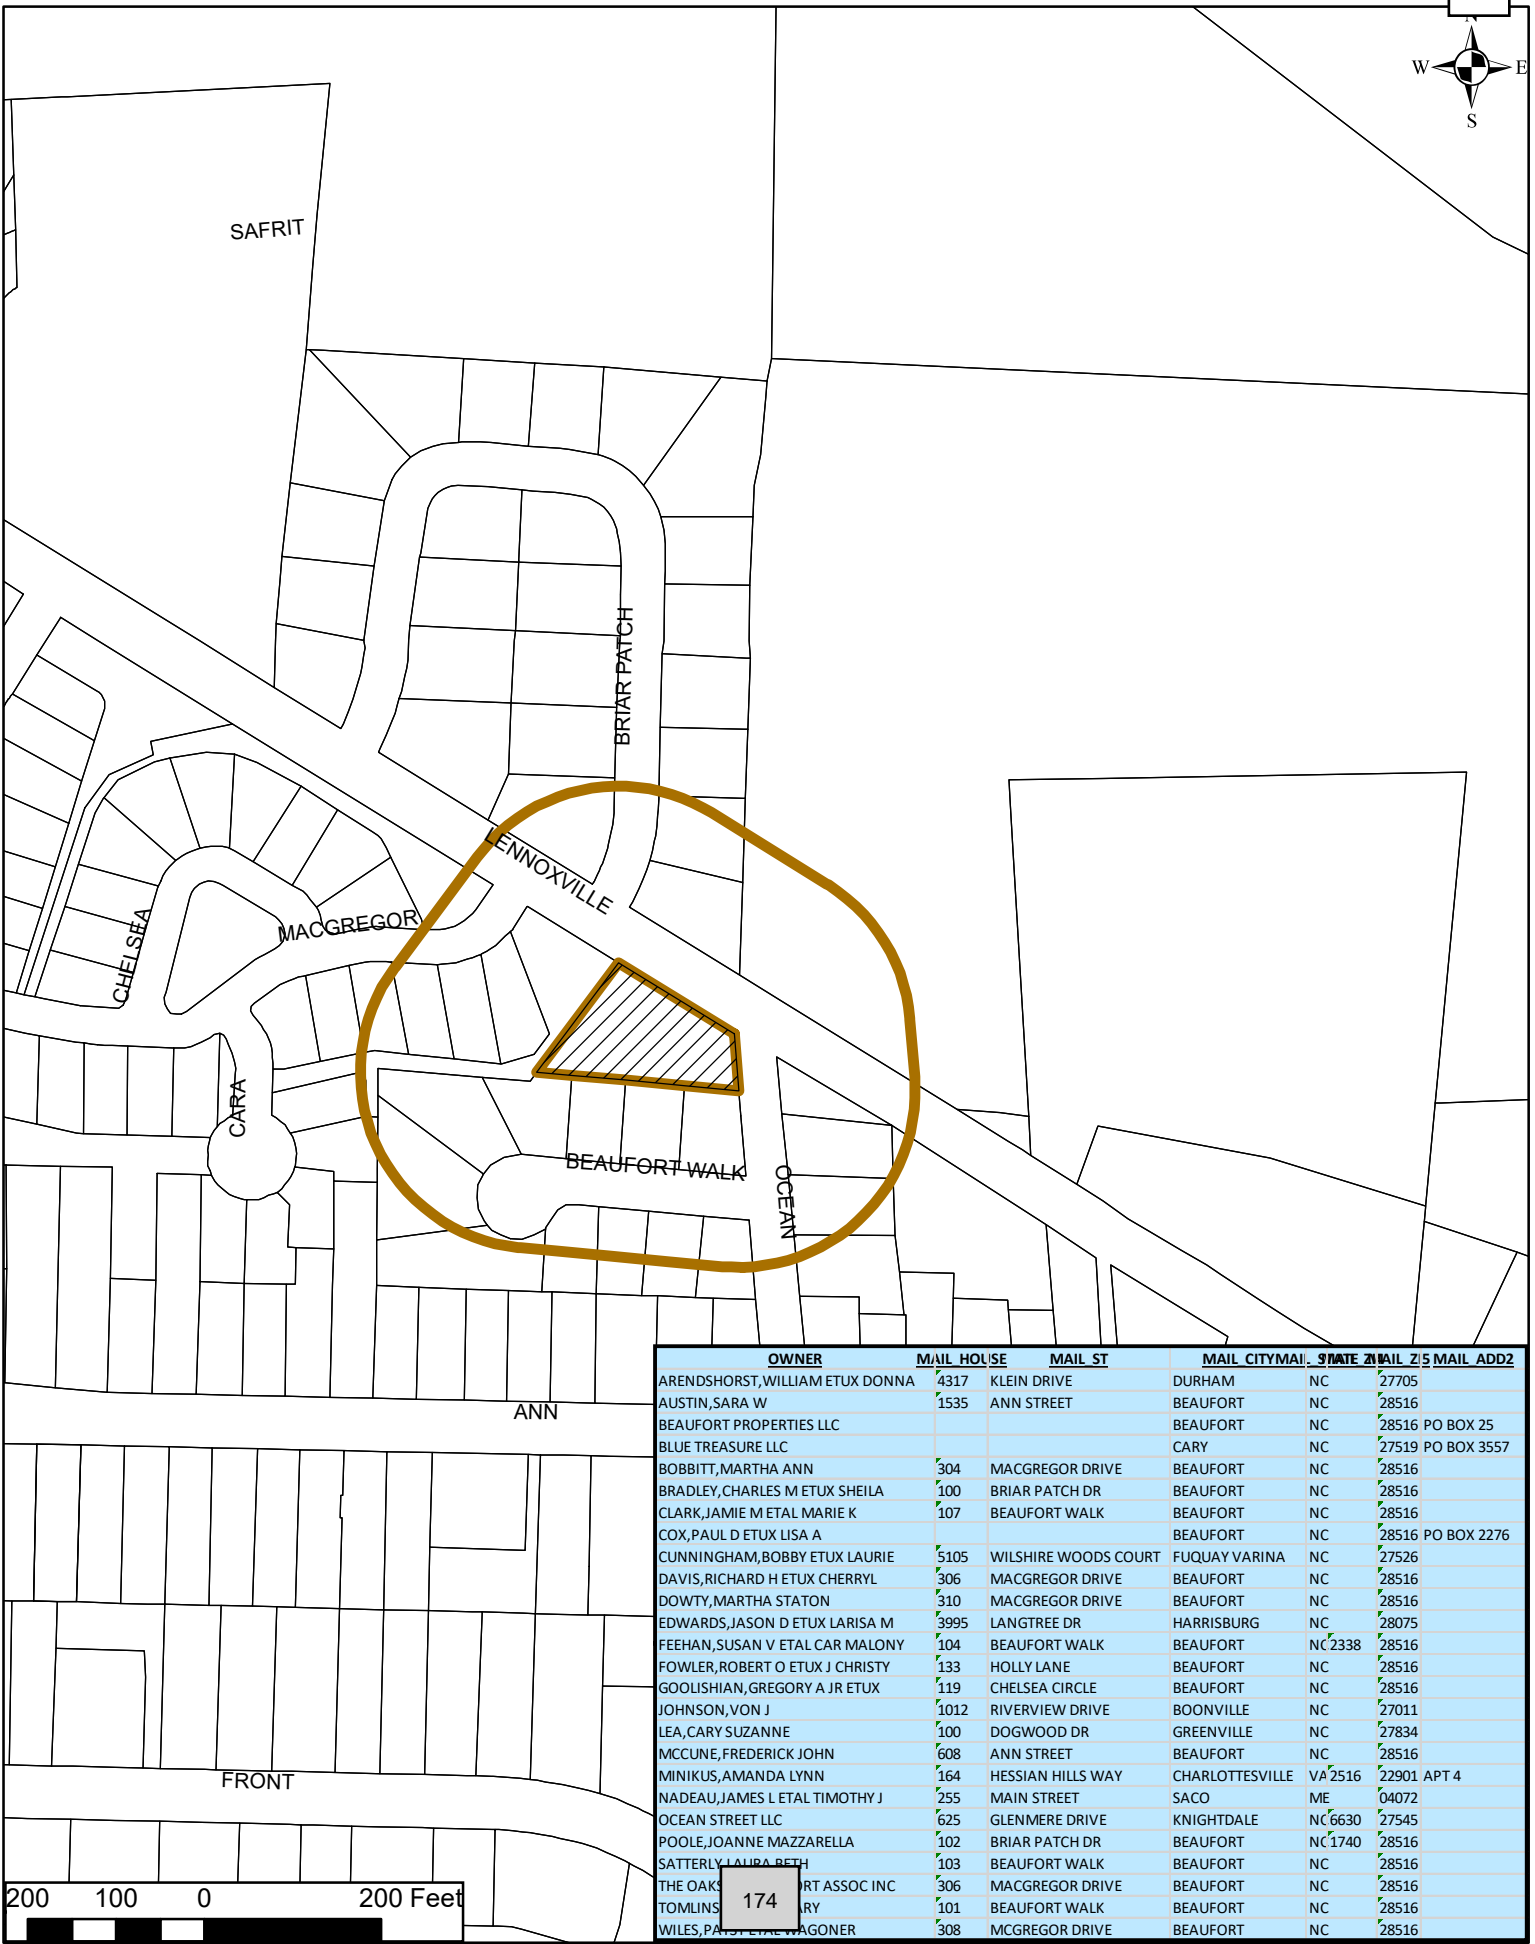 N
W E
S
SAFRIT
BRIAR PATCH
LENNOXVILLE
MACGREGOR
CHELSEA
CARA
BEAUFORT WALK
OCEAN
ANN
FRONT
200 100 0 200 Feet
OWNER MAIL_HOUSE MAIL_ST MAIL_CITY MAIL_ZI5 MAIL_ADD2
ARENDSHORST,WILLIAM ETUX DONNA 4317 KLEIN DRIVE DURHAM NC 27705
AUSTIN,SARA W 1535 ANN STREET BEAUFORT NC 28516
BEAUFORT PROPERTIES LLC BEAUFORT NC 28516 PO BOX 25
BLUE TREASURE LLC CARY NC 27519 PO BOX 3557
BOBBITT,MARTHA ANN 304 MACGREGOR DRIVE BEAUFORT NC 28516
BRADLEY,CHARLES M ETUX SHEILA 100 BRIAR PATCH DR BEAUFORT NC 28516
CLARK,JAMIE M ETAL MARIE K 107 BEAUFORT WALK BEAUFORT NC 28516
COX,PAUL D ETUX LISA A BEAUFORT NC 28516 PO BOX 2276
CUNNINGHAM,BOBBY ETUX LAURIE 5105 WILSHIRE WOODS COURT FUQUAY VARINA NC 27526
DAVIS,RICHARD H ETUX CHERRYL 306 MACGREGOR DRIVE BEAUFORT NC 28516
DOWTY,MARTHA STATON 310 MACGREGOR DRIVE BEAUFORT NC 28516
EDWARDS,JASON D ETUX LARISA M 3995 LANGTREE DR HARRISBURG NC 28075
FEEHAN,SUSAN V ETAL CAR MALONY 104 BEAUFORT WALK BEAUFORT NC 2338 28516
FOWLER,ROBERT O ETUX J CHRISTY 133 HOLLY LANE BEAUFORT NC 28516
GOOLISHIAN,GREGORY A JR ETUX 119 CHELSEA CIRCLE BEAUFORT NC 28516
JOHNSON,VON J 1012 RIVERVIEW DRIVE BOONVILLE NC 27011
LEA,CARY SUZANNE 100 DOGWOOD DR GREENVILLE NC 27834
MCCUNE,FREDERICK JOHN 608 ANN STREET BEAUFORT NC 28516
MINIKUS,AMANDA LYNN 164 HESSIAN HILLS WAY CHARLOTTESVILLE VA 2516 22901 APT 4
NADEAU,JAMES L ETAL TIMOTHY J 255 MAIN STREET SACO ME 04072
OCEAN STREET LLC 625 GLENMERE DRIVE KNIGHTDALE NC 6630 27545
POOLE,JOANNE MAZZARELLA 102 BRIAR PATCH DR BEAUFORT NC 1740 28516
SATTERLY,LAURA BETH 103 BEAUFORT WALK BEAUFORT NC 28516
THE OAKS ASSOC INC 306 MACGREGOR DRIVE BEAUFORT NC 28516
101 BEAUFORT WALK BEAUFORT NC 28516
WAGONER 308 MCGREGOR DRIVE BEAUFORT NC 28516
174